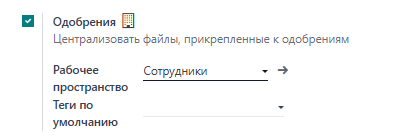 Одобрения
Централизовать файлы, прикрепленные к одобрениям
Рабочее Сотрудники
пространство
Теги по
умолчанию